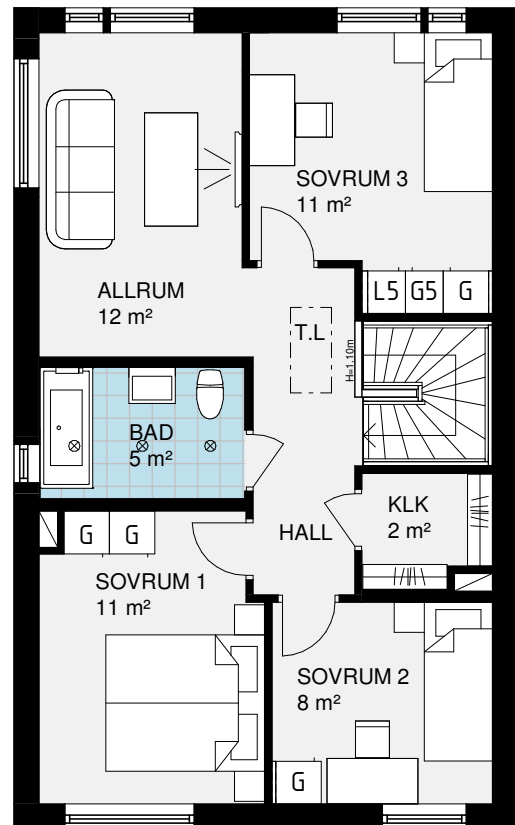 SOVRUM 3
11 m²
L5 G5 G
ALLRUM
12 m²
T.L
H=1.10m
BAD
5 m²
KLK
2 m²
HALL
G G
SOVRUM 1
11 m²
SOVRUM 2
8 m²
G